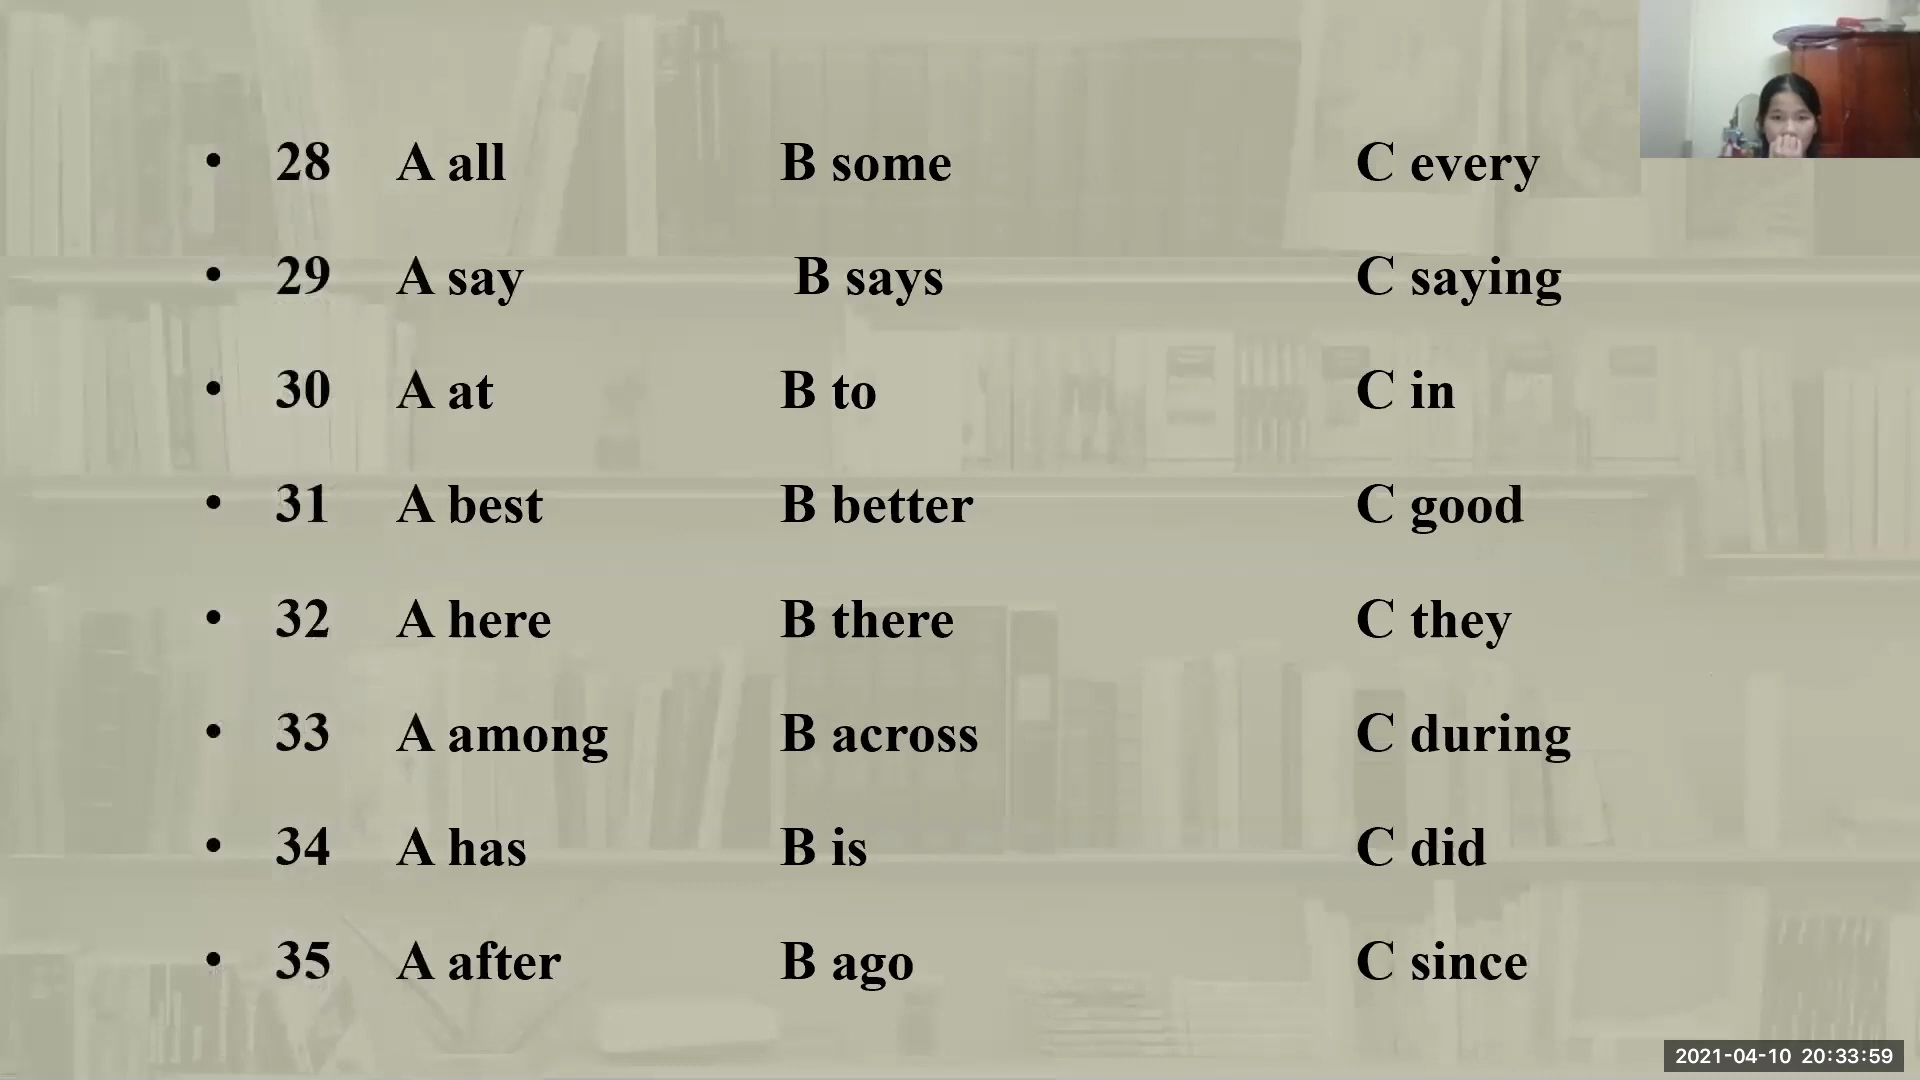 • 28 A all B some C every
• 29 A say B says C saying
• 30 A at B to C in
• 31 A best B better C good
• 32 A here B there C they
• 33 A among B across C during
• 34 A has B is C did
• 35 A after B ago C since
2021-04-10 20:33:59